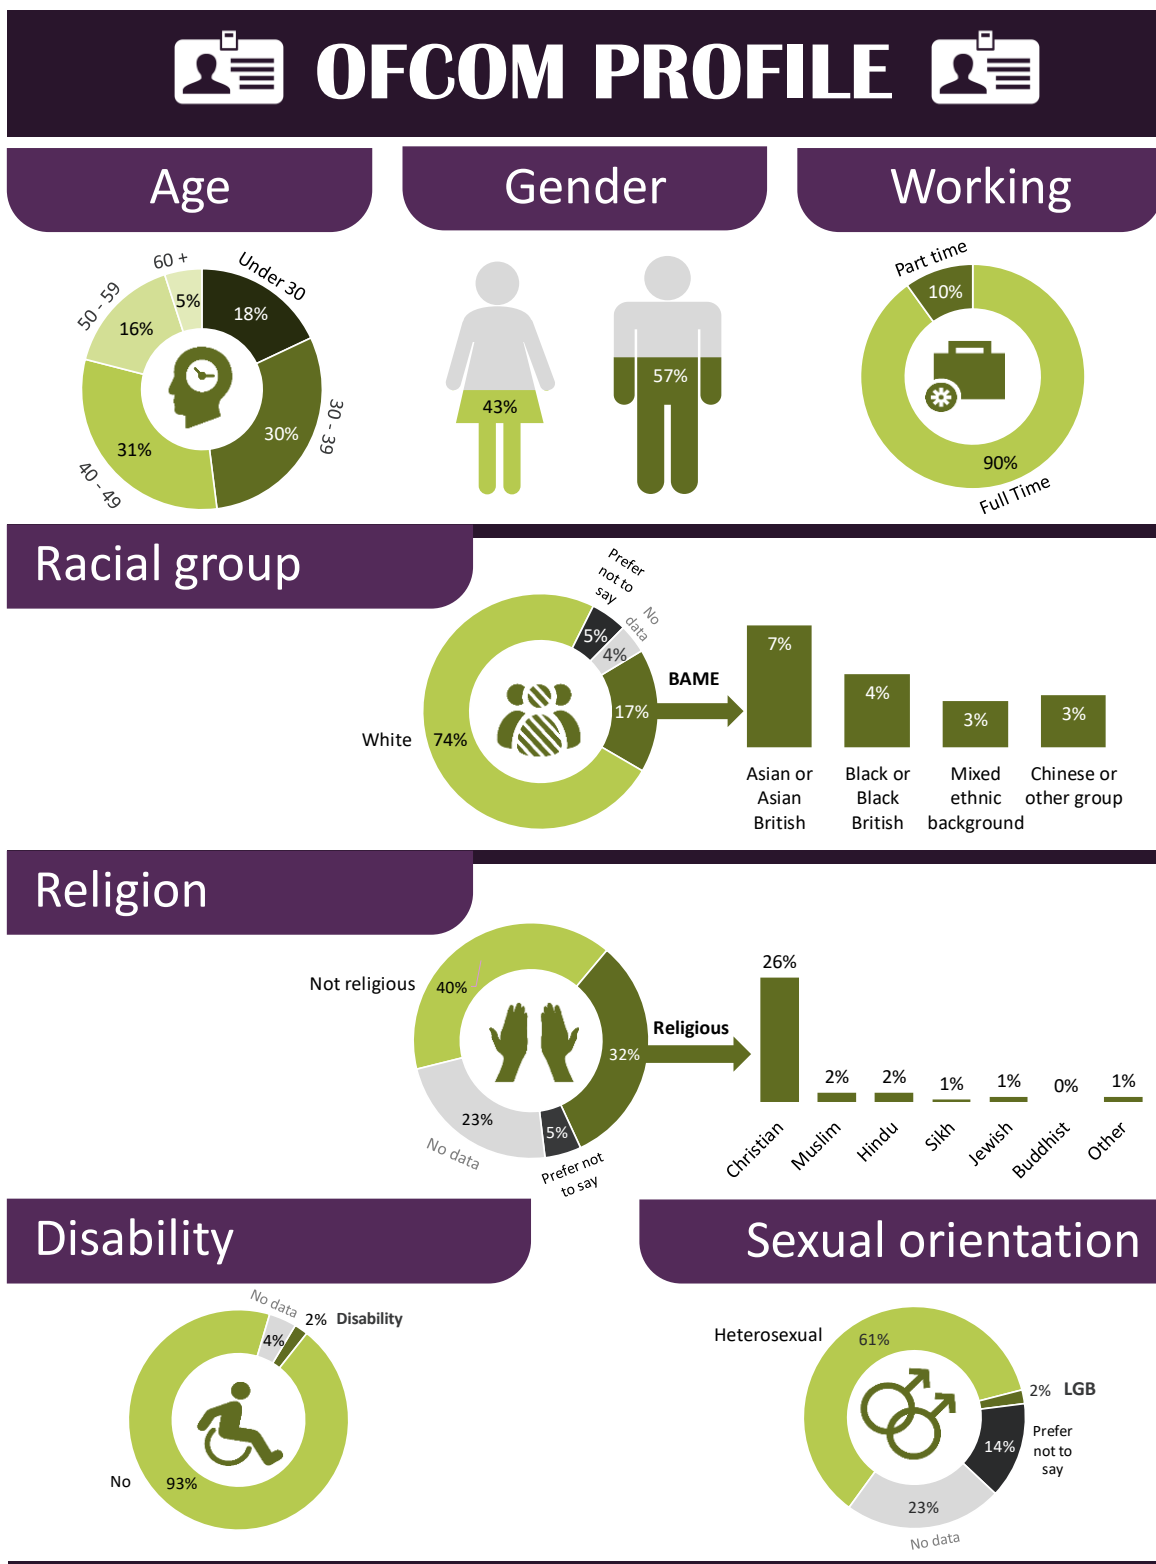 OFCOM PROFILE
Age
Gender
Working
60 +
Under 30
50 - 59
5%
18%
16%
30 - 39
30%
31%
40 - 49
43%
57%
Part time
10%
90%
Full Time
Racial group
Prefer
not to
say
No
data
5%
4%
17%
White
74%
BAME
7%
4%
3%
3%
Asian or
Asian
British
Black or
Black
British
Mixed
ethnic
background
Chinese or
other group
Religion
Not religious
40%
32%
23%
5%
No data
Prefer not
to say
Religious
26%
2%
2%
1%
1%
0%
1%
Christian
Muslim
Hindu
Sikh
Jewish
Buddhist
Other
Disability
No data
4%
2% Disability
No
93%
Sexual orientation
Heterosexual
61%
2% LGB
14%
Prefer
not to
say
23%
No data